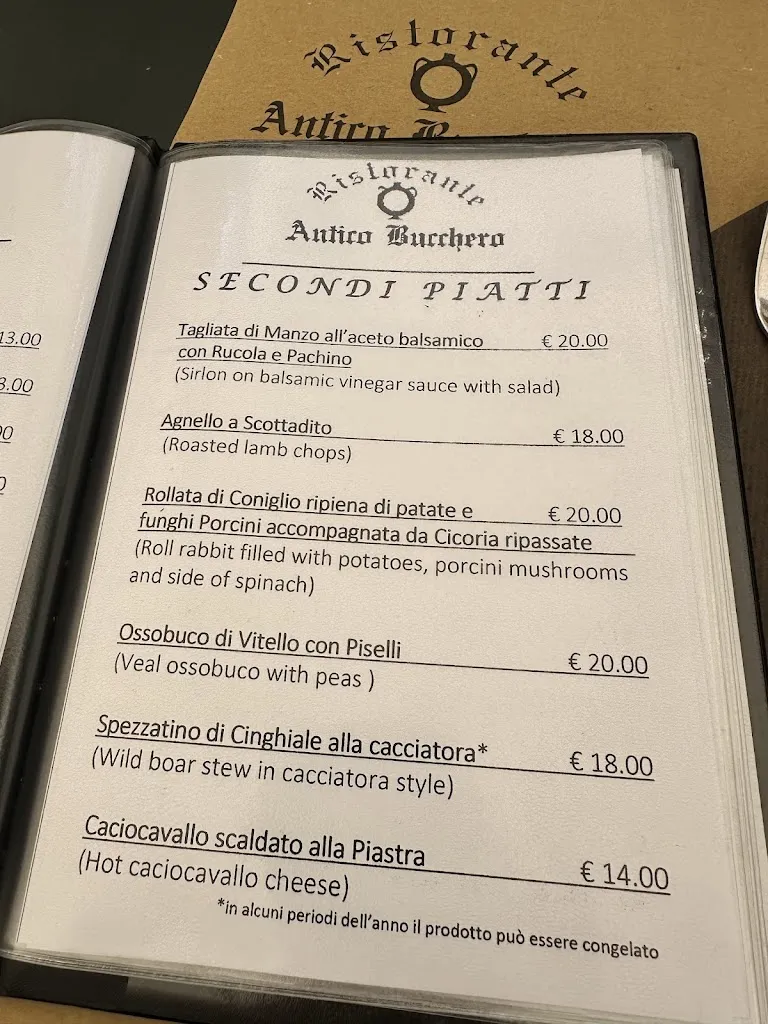 Ristorante
Antico
Ristorante
Antico Bucchero
SECONDI PIATTI
Tagliata di Manzo all'aceto balsamico € 20.00
con Rucola e Pachino
(Sirlon on balsamic vinegar sauce with salad)
Agnello a Scottadito € 18.00
(Roasted lamb chops)
Rollata di Coniglio ripiena di patate e € 20.00
funghi Porcini accompagnata da Cicoria ripassate
(Roll rabbit filled with potatoes, porcini mushrooms
and side of spinach)
Ossobuco di Vitello con Piselli € 20.00
(Veal ossobuco with peas )
Spezzatino di Cinghiale alla cacciatora* € 18.00
(Wild boar stew in cacciatora style)
Caciocavallo scaldato alla Piastra € 14.00
(Hot caciocavallo cheese)
*in alcuni periodi dell'anno il prodotto può essere congelato
13.00